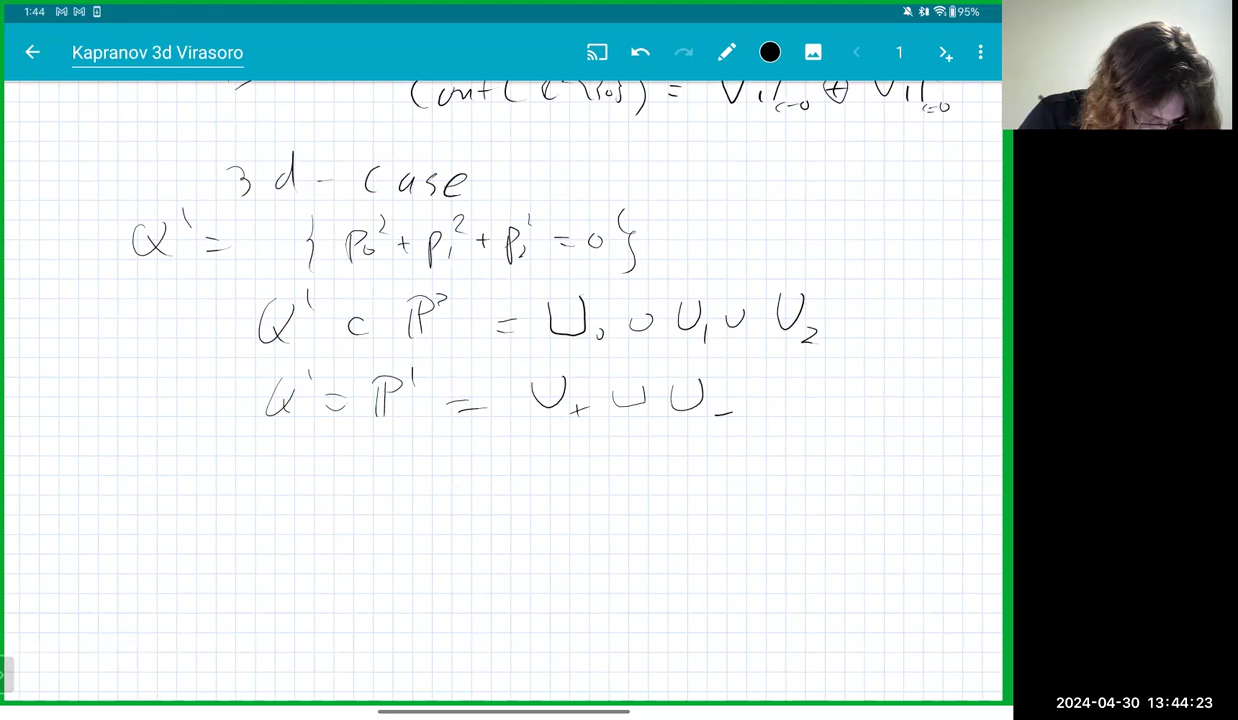 1:44
95%
Kapranov 3d Virasoro
1
3d - case
Q¹ = { p₀² + p₁² + p₂² = 0 }
Q¹ ⊂ ℙ² = U₀ ∪ U₁ ∪ U₂
Q¹ = ℙ¹ = U₊ ∪ U₋
2024-04-30 13:44:23